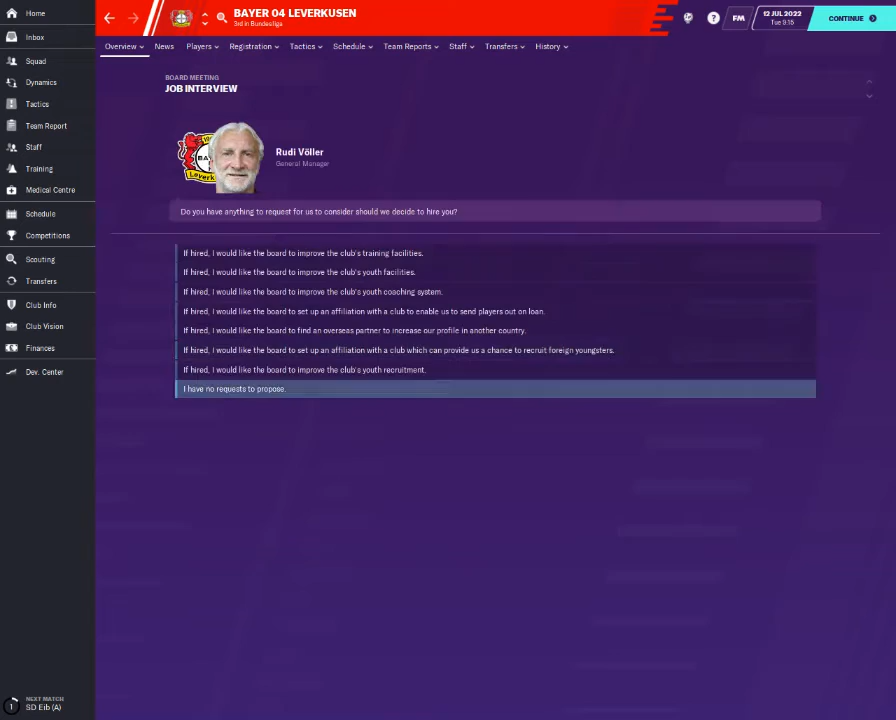 Home
Inbox
Squad
Dynamics
Tactics
Team Report
Staff
Training
Medical Centre
Schedule
Competitions
Scouting
Transfers
Club Info
Club Vision
Finances
Dev. Center
1
NEXT MATCH
SD Eib (A)
BAYER 04 LEVERKUSEN
3rd in Bundesliga
?
FM
12 JUL 2022
Tue 9:15
CONTINUE
Overview
News
Players
Registration
Tactics
Schedule
Team Reports
Staff
Transfers
History
BOARD MEETING
JOB INTERVIEW
Rudi Völler
General Manager
Do you have anything to request for us to consider should we decide to hire you?
If hired, I would like the board to improve the club's training facilities.
If hired, I would like the board to improve the club's youth facilities.
If hired, I would like the board to improve the club's youth coaching system.
If hired, I would like the board to set up an affiliation with a club to enable us to send players out on loan.
If hired, I would like the board to find an overseas partner to increase our profile in another country.
If hired, I would like the board to set up an affiliation with a club which can provide us a chance to recruit foreign youngsters.
If hired, I would like the board to improve the club's youth recruitment.
I have no requests to propose.